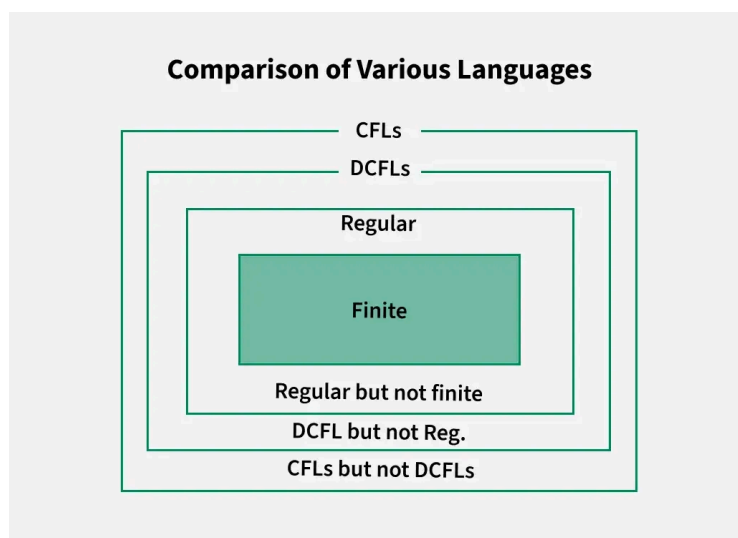 Comparison of Various Languages
CFLs
DCFLs
Regular
Finite
Regular but not finite
DCFL but not Reg.
CFLs but not DCFLs